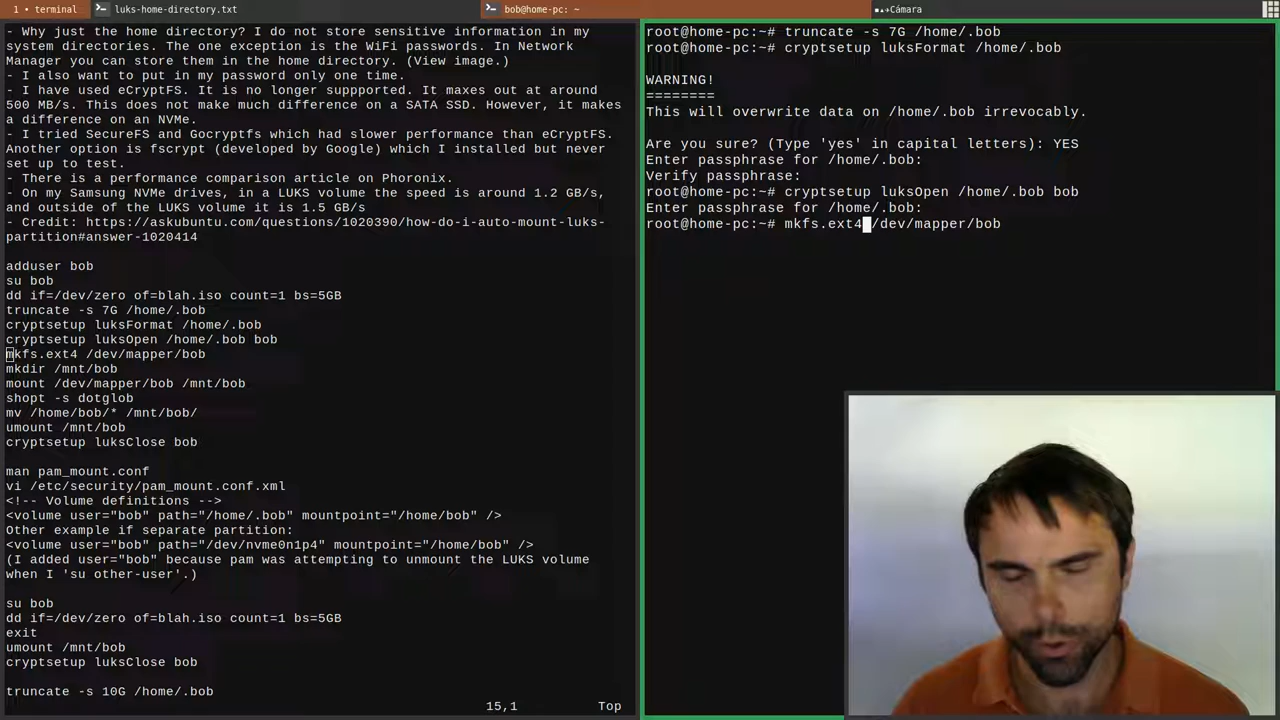 1 • terminal
luks-home-directory.txt
bob@home-pc: ~
Cámara
- Why just the home directory? I do not store sensitive information in my
system directories. The one exception is the WiFi passwords. In Network
Manager you can store them in the home directory. (View image.)
- I also want to put in my password only one time.
- I have used eCryptFS. It is no longer suppported. It maxes out at around
500 MB/s. This does not make much difference on a SATA SSD. However, it makes
a difference on an NVMe.
- I tried SecureFS and Gocryptfs which had slower performance than eCryptFS.
Another option is fscrypt (developed by Google) which I installed but never
set up to test.
- There is a performance comparison article on Phoronix.
- On my Samsung NVMe drives, in a LUKS volume the speed is around 1.2 GB/s,
and outside of the LUKS volume it is 1.5 GB/s
- Credit: https://askubuntu.com/questions/1020390/how-do-i-auto-mount-luks-
partition#answer-1020414
adduser bob
su bob
dd if=/dev/zero of=blah.iso count=1 bs=5GB
truncate -s 7G /home/.bob
cryptsetup luksFormat /home/.bob
cryptsetup luksOpen /home/.bob bob
mkfs.ext4 /dev/mapper/bob
mkdir /mnt/bob
mount /dev/mapper/bob /mnt/bob
shopt -s dotglob
mv /home/bob/* /mnt/bob/
umount /mnt/bob
cryptsetup luksClose bob
man pam_mount.conf
vi /etc/security/pam_mount.conf.xml
<!-- Volume definitions -->
<volume user="bob" path="/home/.bob" mountpoint="/home/bob" />
Other example if separate partition:
<volume user="bob" path="/dev/nvme0n1p4" mountpoint="/home/bob" />
(I added user="bob" because pam was attempting to unmount the LUKS volume
when I 'su other-user'.)
su bob
dd if=/dev/zero of=blah.iso count=1 bs=5GB
exit
umount /mnt/bob
cryptsetup luksClose bob
truncate -s 10G /home/.bob
15,1 Top
root@home-pc:~# truncate -s 7G /home/.bob
root@home-pc:~# cryptsetup luksFormat /home/.bob
WARNING!
========
This will overwrite data on /home/.bob irrevocably.
Are you sure? (Type 'yes' in capital letters): YES
Enter passphrase for /home/.bob:
Verify passphrase:
root@home-pc:~# cryptsetup luksOpen /home/.bob bob
Enter passphrase for /home/.bob:
root@home-pc:~# mkfs.ext4 /dev/mapper/bob